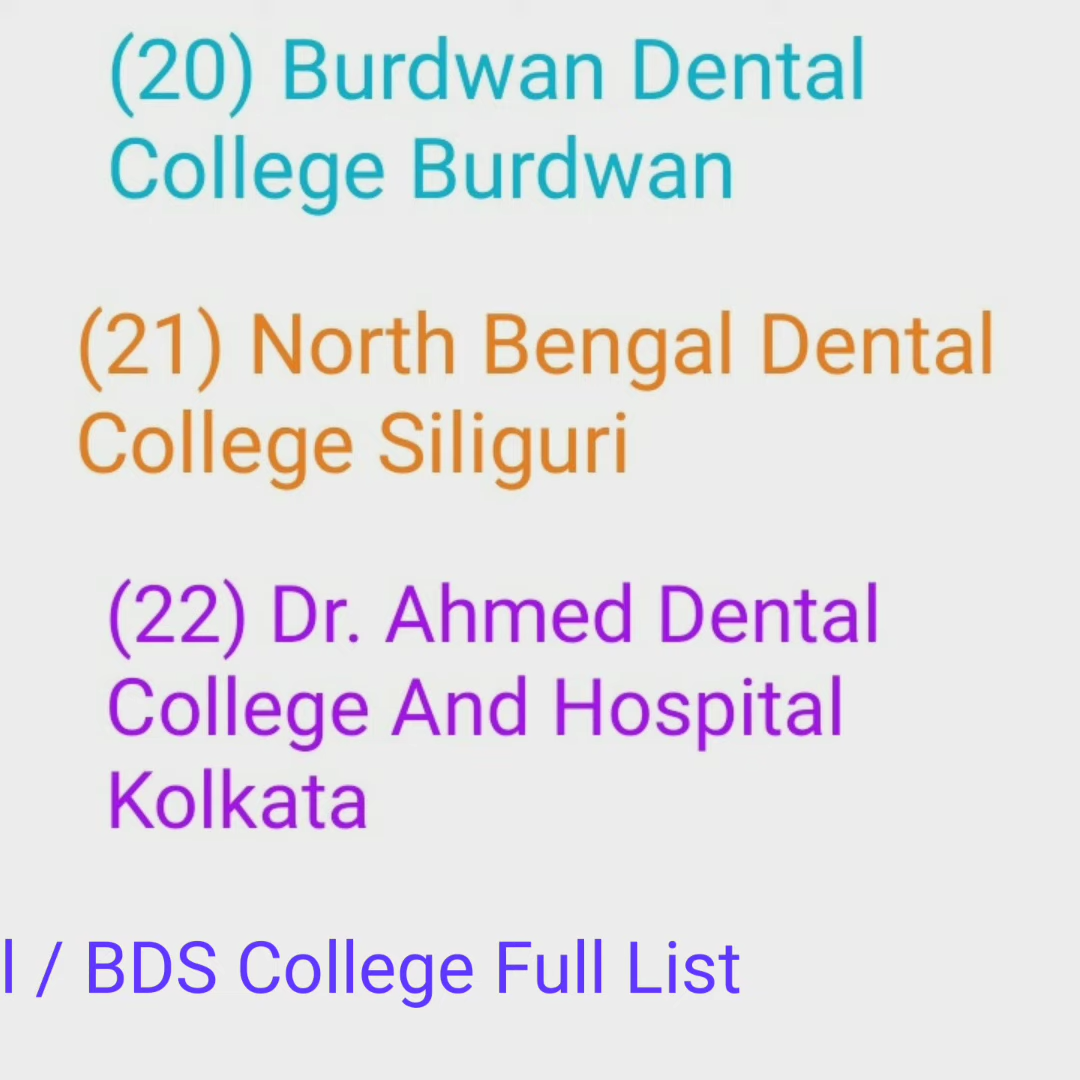 (20) Burdwan Dental
College Burdwan
(21) North Bengal Dental
College Siliguri
(22) Dr. Ahmed Dental
College And Hospital
Kolkata
l / BDS College Full List